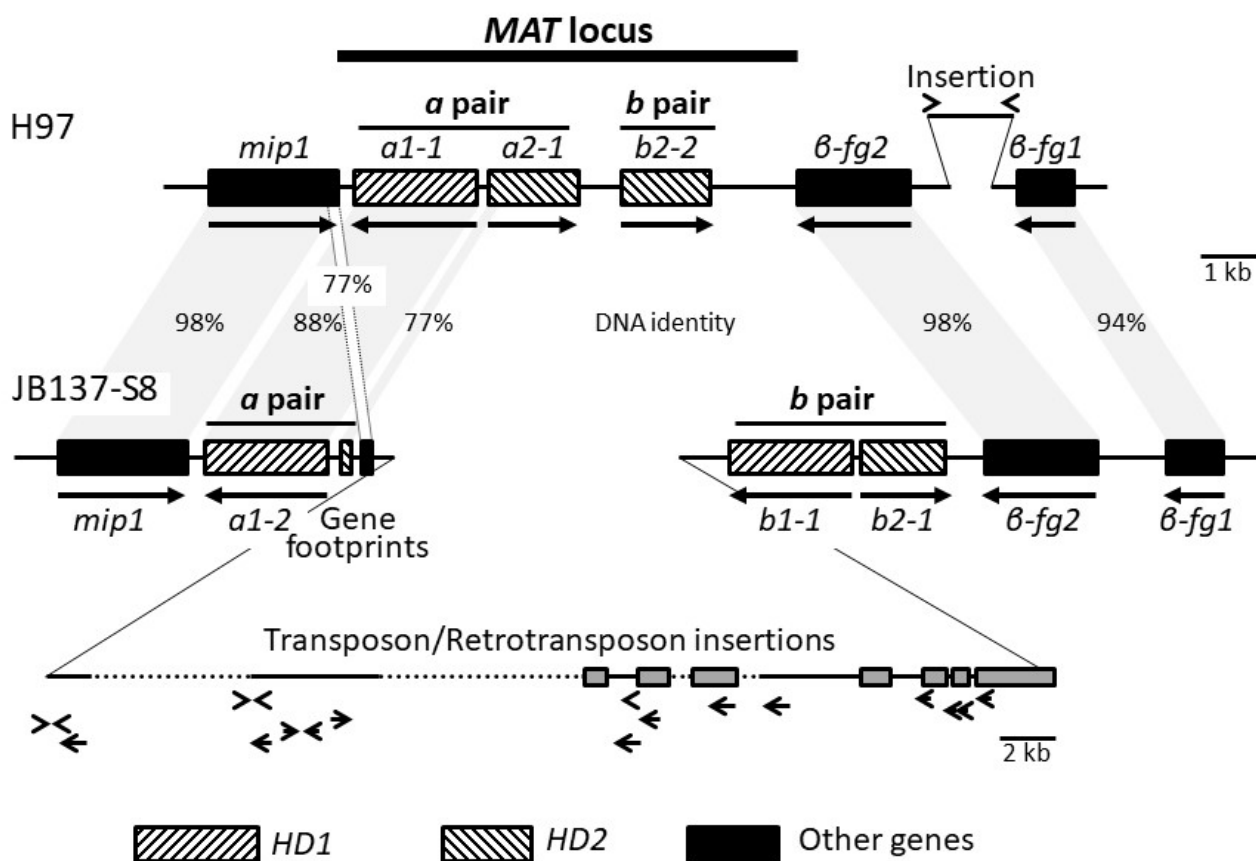 MAT locus
Insertion
H97
a pair
b pair
mip1
a1-1
a2-1
b2-2
β-fg2
β-fg1
1 kb
77%
98%
88%
77%
DNA identity
98%
94%
JB137-S8
a pair
b pair
mip1
a1-2
Gene
footprints
b1-1
b2-1
β-fg2
β-fg1
Transposon/Retrotransposon insertions
2 kb
HD1
HD2
Other genes